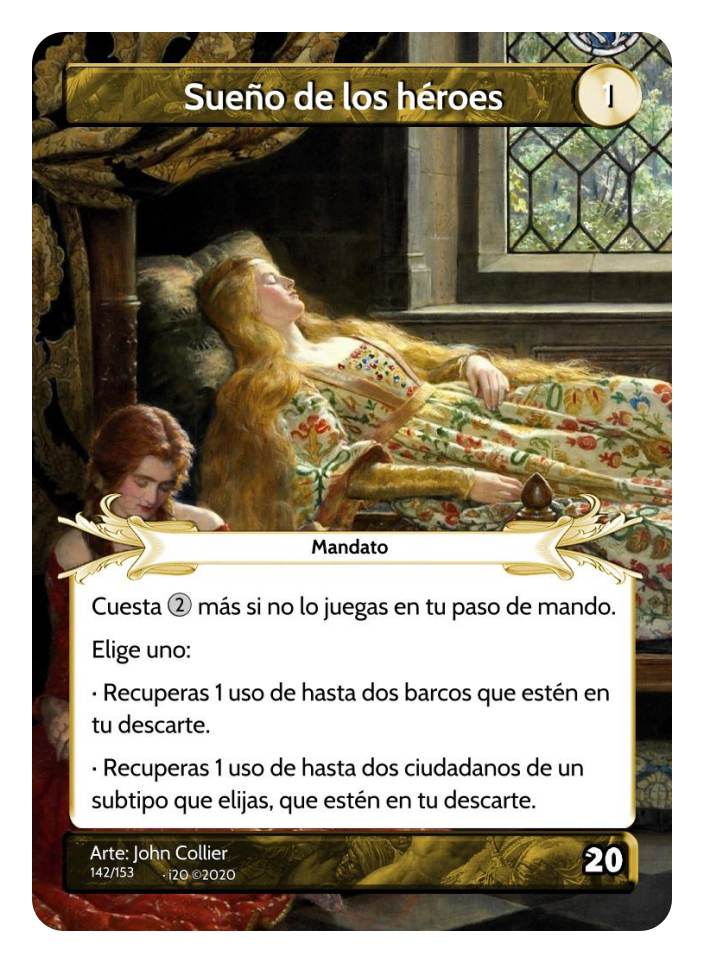 Sueño de los héroes
1
Mandato
Cuesta 2 más si no lo juegas en tu paso de mando.
Elige uno:
· Recuperas 1 uso de hasta dos barcos que estén en
tu descarte.
· Recuperas 1 uso de hasta dos ciudadanos de un
subtipo que elijas, que estén en tu descarte.
Arte: John Collier
142/153 · i20 ©2020
20